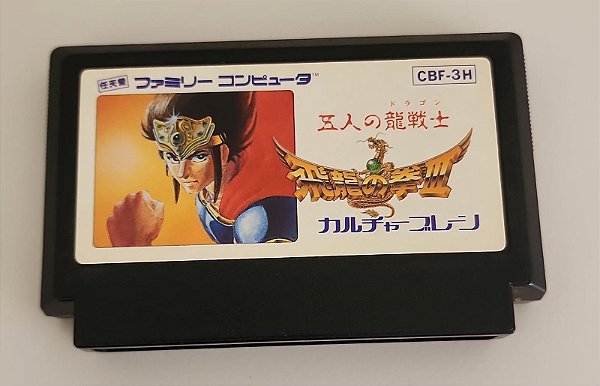 任天堂 ファミリーコンピュータ™
CBF-3H
ドラゴン
五人の龍戦士
飛龍の拳III
カルチャーブレーン